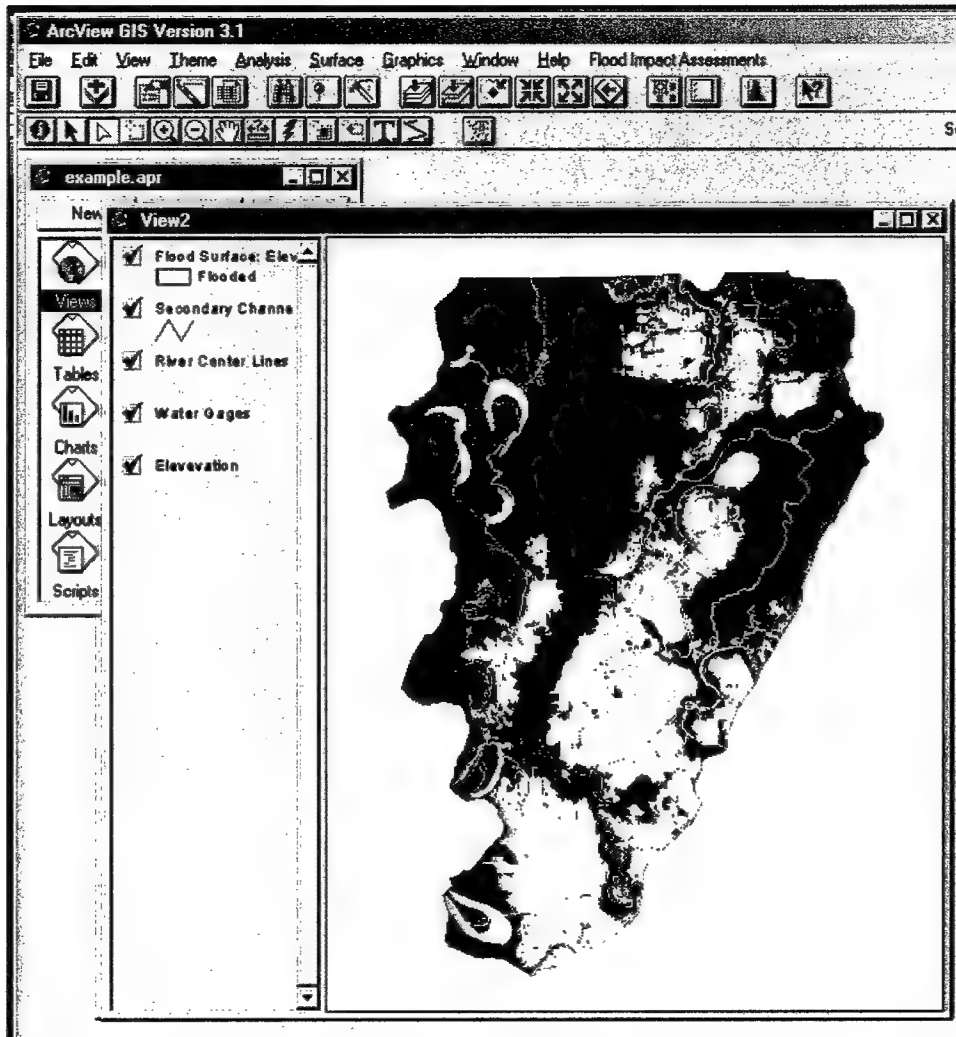 ArcView GIS Version 3.1
File Edit View Theme Analysis Surface Graphics Window Help Flood Impact Assessments
example.apr
New
View2
Views
Tables
Charts
Layouts
Scripts
Flood Surface: Elev
Flooded
Secondary Channe
River Center Lines
Water Gages
Elevevation